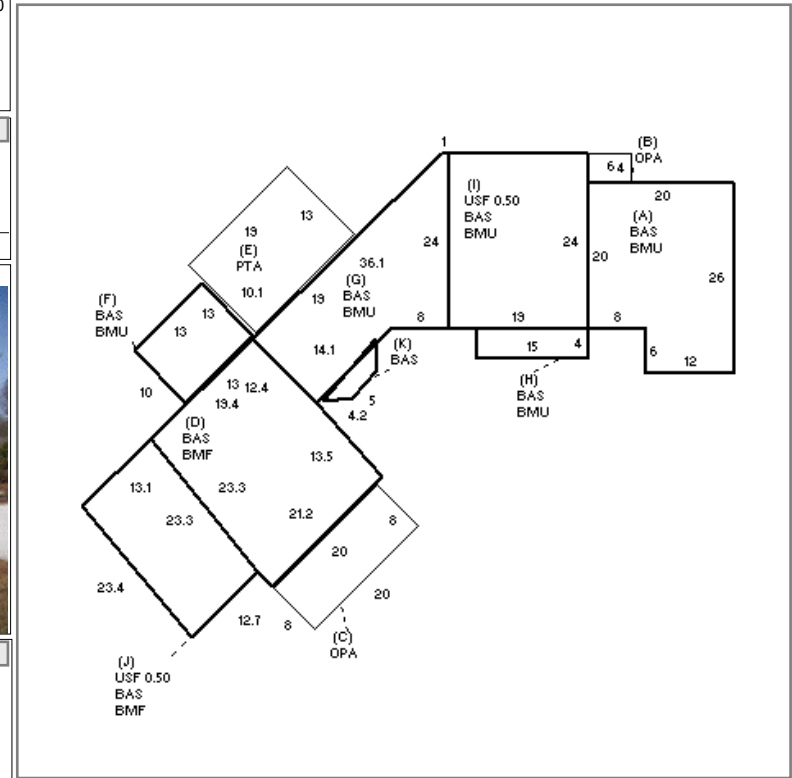 1
(B)
OPA
6 4
(I)
USF 0.50
BAS
BMU
20
(A)
BAS
BMU
13
19
(E)
PTA
24
24
20
36.1
26
(G)
BAS
BMU
10.1
19
(F)
BAS
BMU
13
13
8
19
8
14.1
(K)
BAS
15
4
6
12
10
13 12.4
19.4
5
4.2
(H)
BAS
BMU
(D)
BAS
BMF
13.5
13.1
23.3
23.3
21.2
8
20
23.4
20
12.7
8
(C)
OPA
(J)
USF 0.50
BAS
BMF